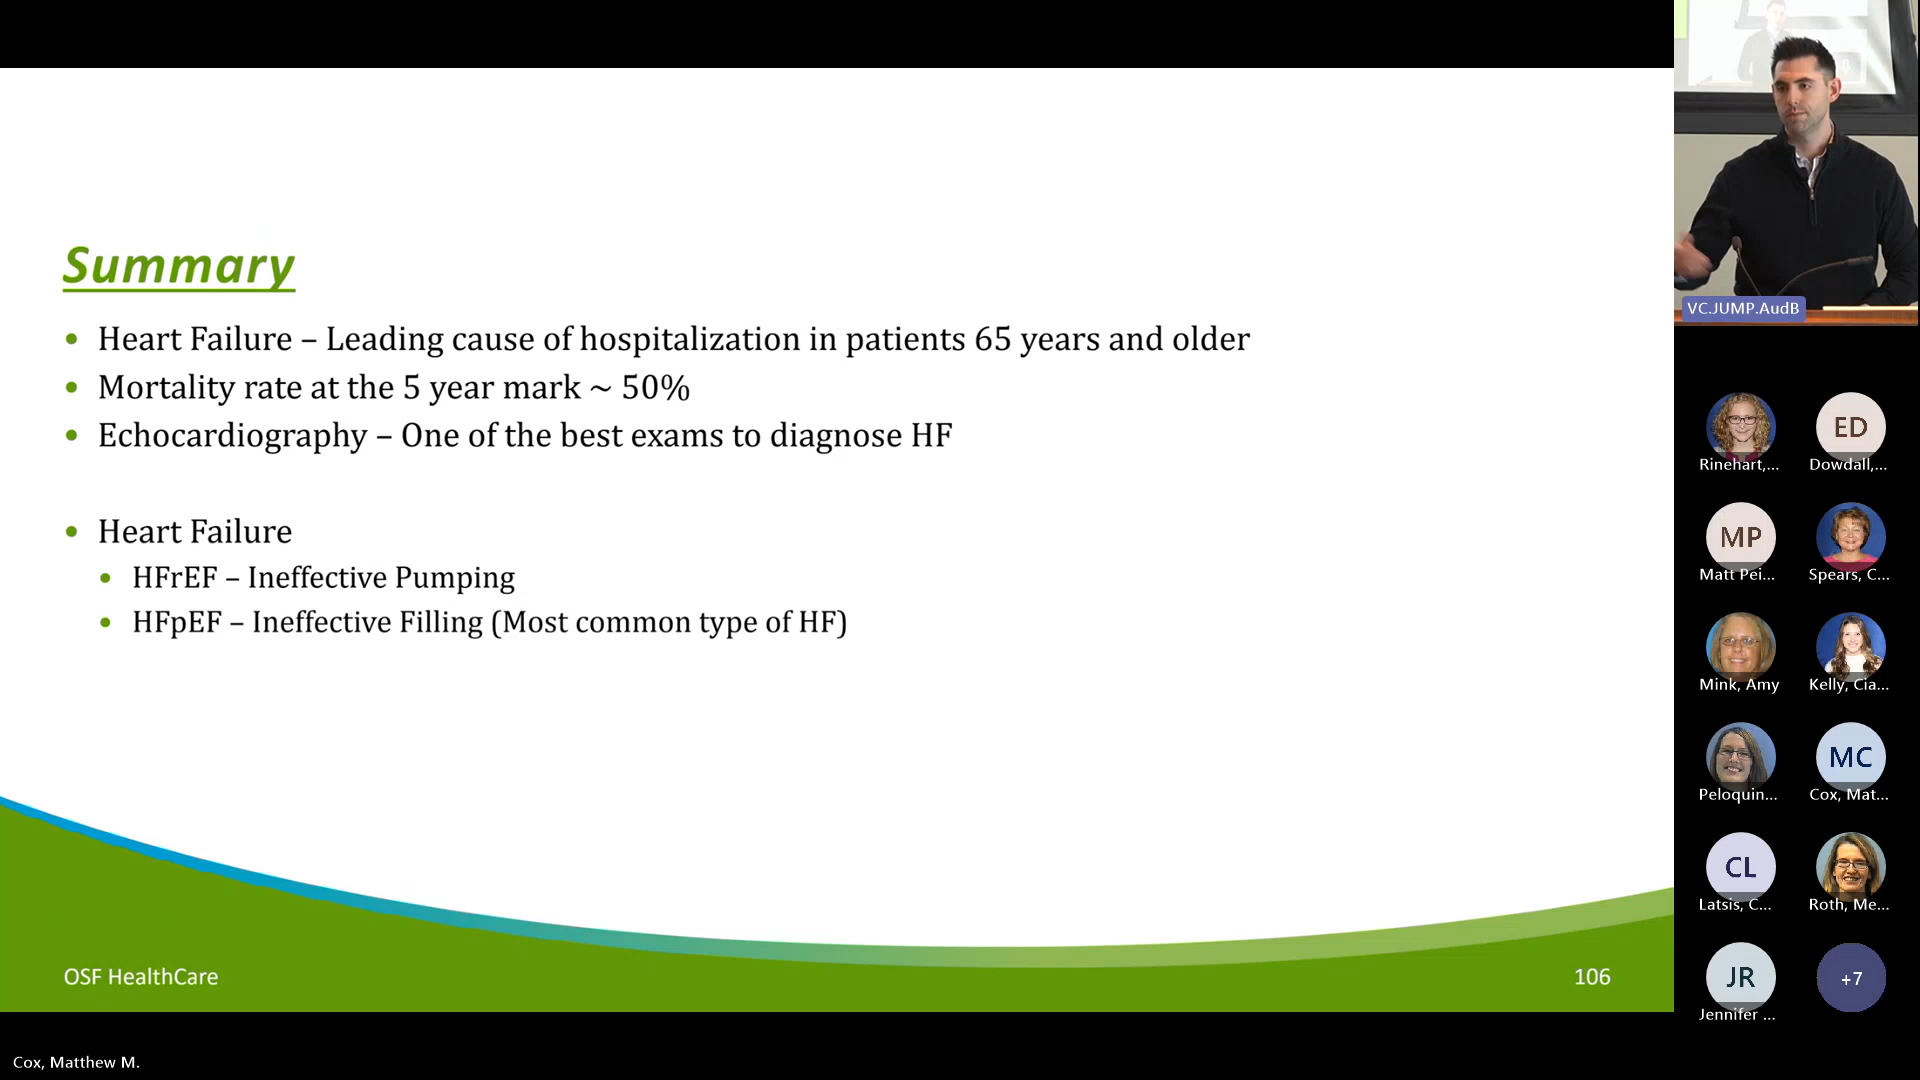 Summary
• Heart Failure – Leading cause of hospitalization in patients 65 years and older
• Mortality rate at the 5 year mark ~ 50%
• Echocardiography – One of the best exams to diagnose HF
• Heart Failure
• HFrEF – Ineffective Pumping
• HFpEF – Ineffective Filling (Most common type of HF)
OSF HealthCare
106
Cox, Matthew M.
VC.JUMP.AudB
Rinehart,...
ED
Dowdall,...
MP
Matt Pei...
Spears, C...
Mink, Amy
Kelly, Cia...
Peloquin...
MC
Cox, Mat...
CL
Latsis, C...
Roth, Me...
JR
Jennifer ...
+7